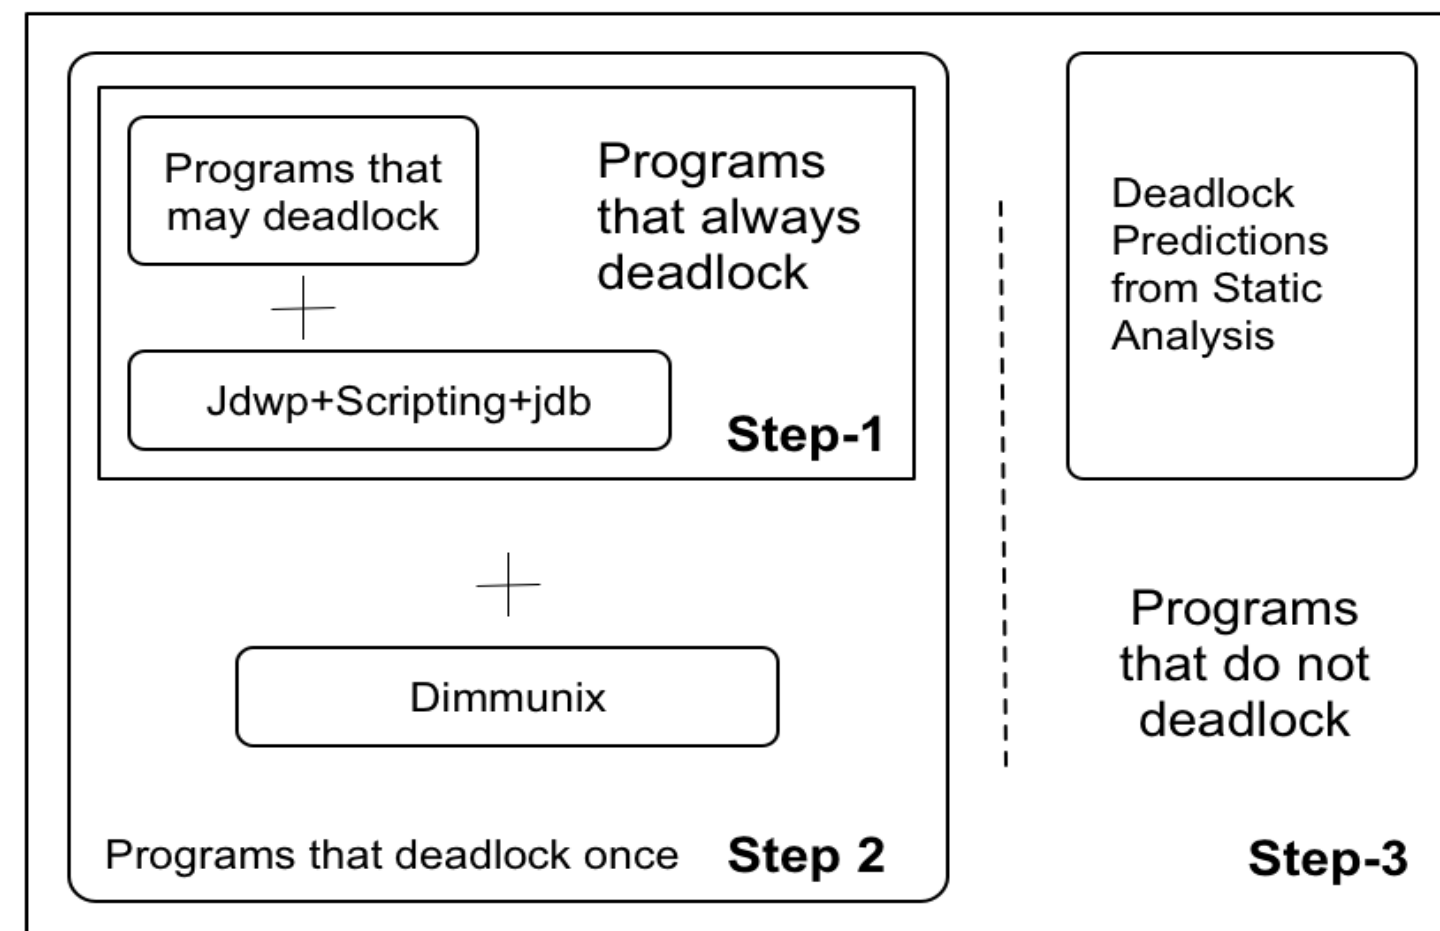 Programs that
may deadlock
Programs
that always
deadlock
Jdwp+Scripting+jdb
Step-1
Dimmunix
Programs that deadlock once
Step 2
Deadlock
Predictions
from Static
Analysis
Programs
that do not
deadlock
Step-3